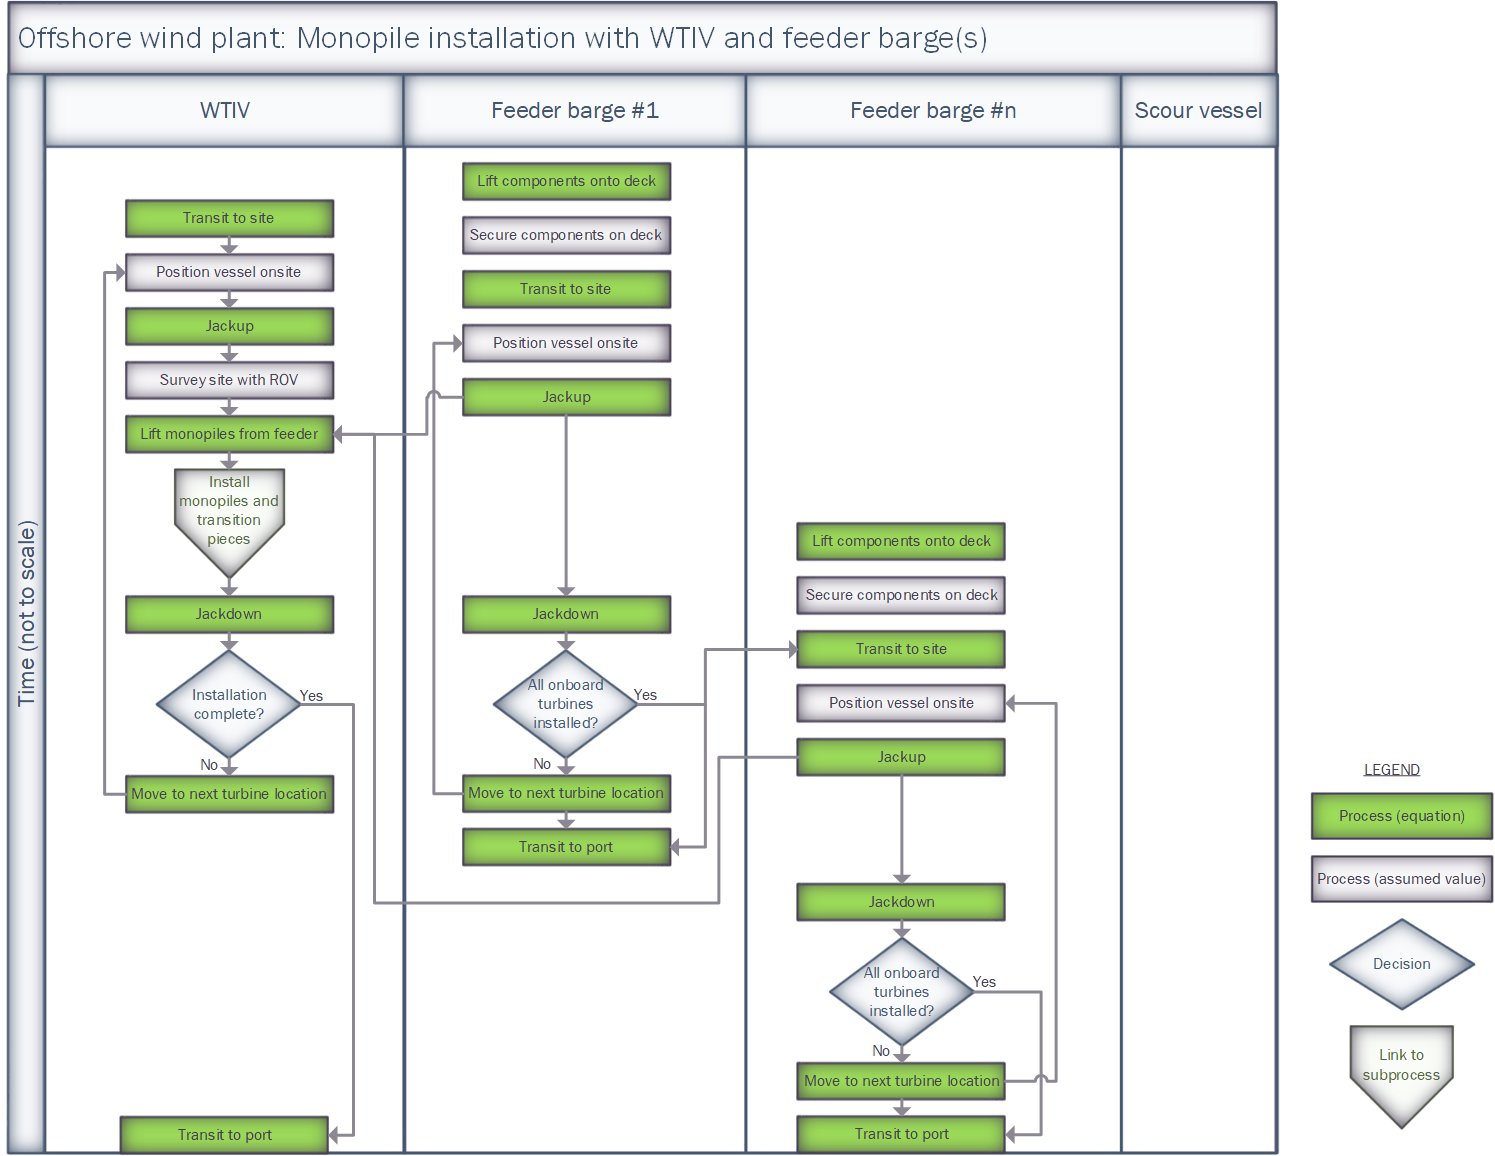 Offshore wind plant: Monopile installation with WTIV and feeder barge(s)
Time (not to scale)
WTIV
Feeder barge #1
Feeder barge #n
Scour vessel
Transit to site
Position vessel onsite
Jackup
Survey site with ROV
Lift monopiles from feeder
Install
monopiles and
transition
pieces
Jackdown
Installation
complete?
Yes
No
Move to next turbine location
Transit to port
Lift components onto deck
Secure components on deck
Transit to site
Position vessel onsite
Jackup
Jackdown
All onboard
turbines
installed?
Yes
No
Move to next turbine location
Transit to port
Lift components onto deck
Secure components on deck
Transit to site
Position vessel onsite
Jackup
Jackdown
All onboard
turbines
installed?
Yes
No
Move to next turbine location
Transit to port
LEGEND
Process (equation)
Process (assumed value)
Decision
Link to
subprocess